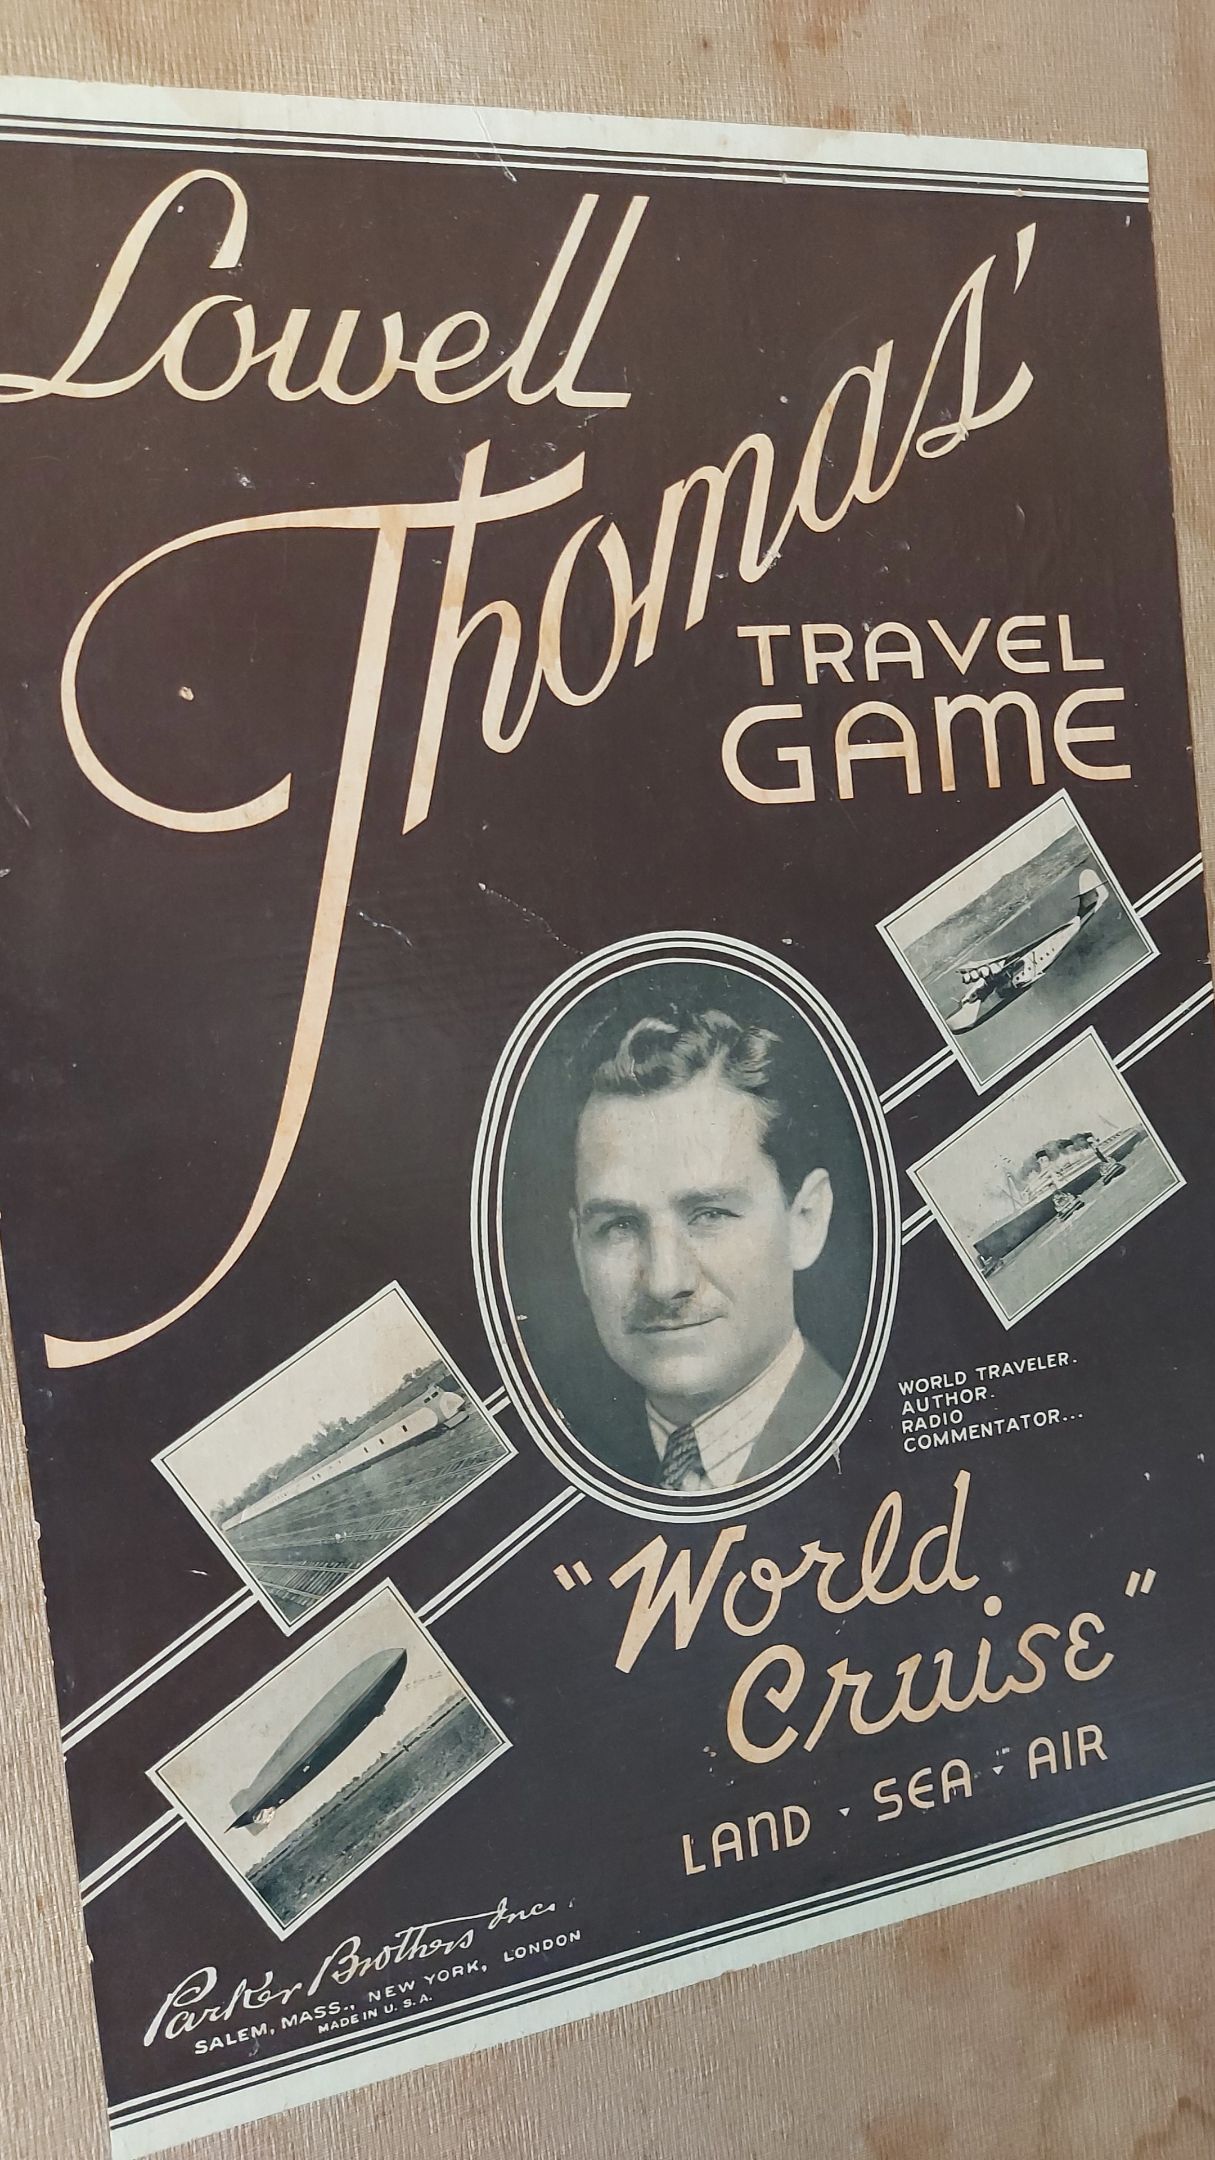 Lowell
Thomas'
TRAVEL
GAME
WORLD TRAVELER.
AUTHOR.
RADIO
COMMENTATOR...
"World
Cruise"
LAND · SEA · AIR
Parker Brothers Inc.
SALEM, MASS., NEW YORK, LONDON
MADE IN U.S.A.